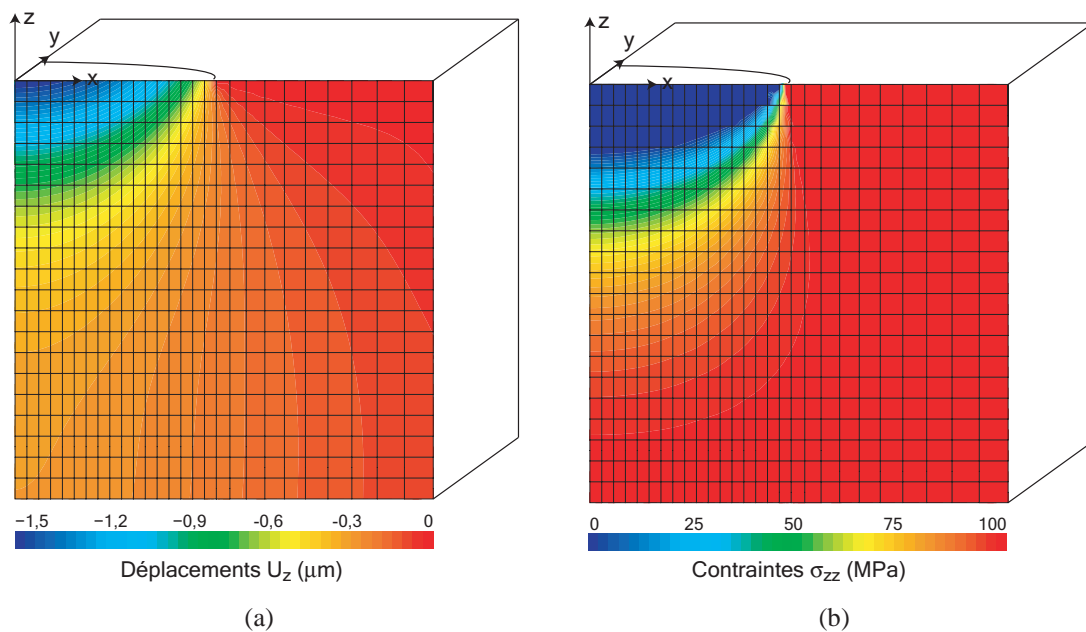 z
y
x
−1,5 −1,2 −0,9 -0,6 −0,3 0
Déplacements Uz (μm)
(a)
z
y
x
0 25 50 75 100
Contraintes σzz (MPa)
(b)